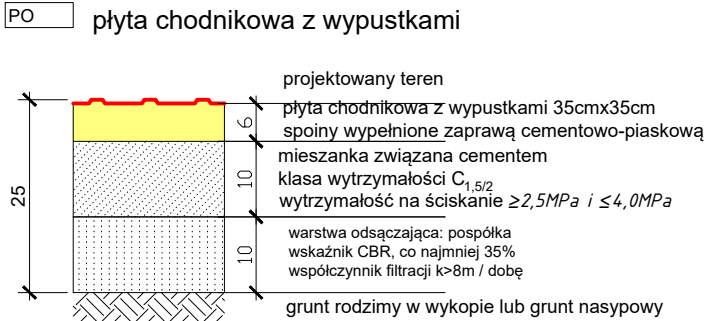 PO
płyta chodnikowa z wypustkami
projektowany teren
płyta chodnikowa z wypustkami 35cmx35cm
spoiny wypełnione zaprawą cementowo-piaskową
mieszanka związana cementem
klasa wytrzymałości C1,5/2
wytrzymałość na ściskanie ≥2,5MPa i ≤4,0MPa
warstwa odsączająca: pospółka
wskaźnik CBR, co najmniej 35%
współczynnik filtracji k>8m / dobę
grunt rodzimy w wykopie lub grunt nasypowy
25
6
10
10